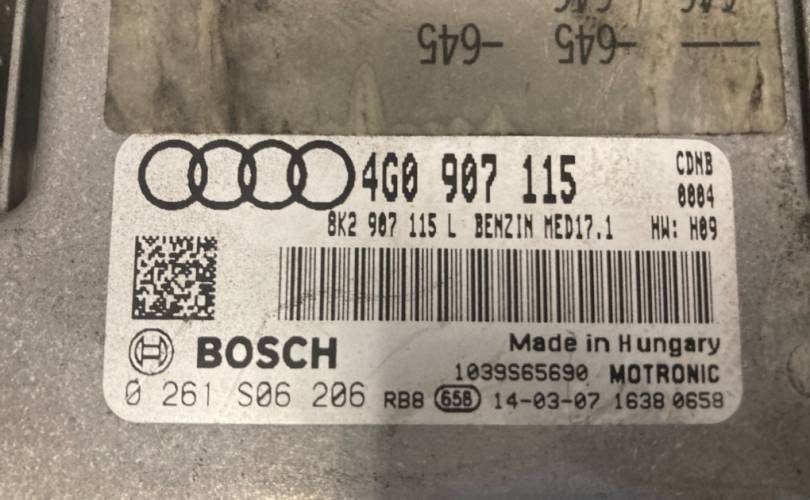 -645-
-645-
4G0 907 115
CDNB
0004
8K2 907 115 L BENZIN MED17.1 HW: H09
BOSCH
Made in Hungary
1039S65690 MOTRONIC
0 261 S06 206 RB8 658 14-03-07 1638 0658